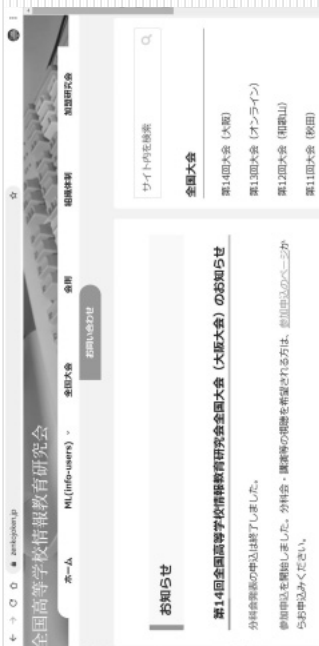 zenkojoken.jp
全国高等学校情報教育研究会
ホーム
ML(info-users)
全国大会
会則
組織体制
加盟研究会
お問い合わせ
お知らせ
第14回全国高等学校情報教育研究会全国大会（大阪大会）のお知らせ
分科会発表の申込は終了しました。
参加申込を開始しました。分科会・講演等の視聴を希望される方は、参加申込のページか
らお申込みください。
サイト内を検索
全国大会
第14回大会（大阪）
第13回大会（オンライン）
第12回大会（和歌山）
第11回大会（秋田）